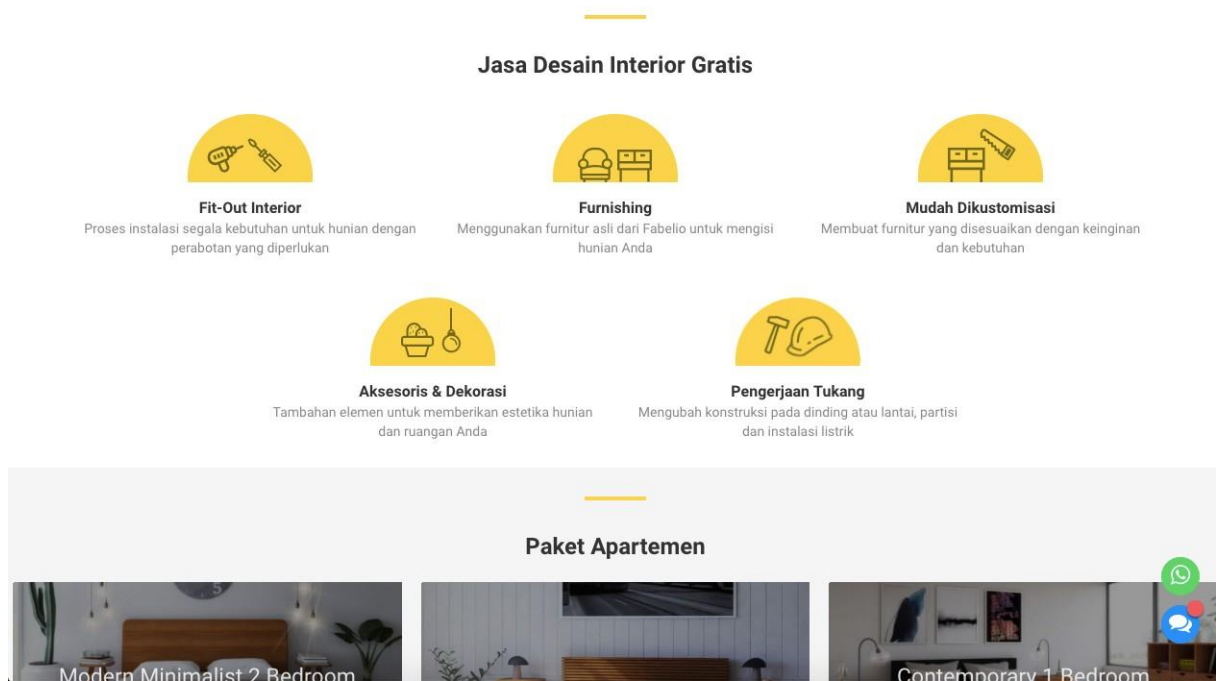 Jasa Desain Interior Gratis
Fit-Out Interior
Proses instalasi segala kebutuhan untuk hunian dengan
perabotan yang diperlukan
Furnishing
Menggunakan furnitur asli dari Fabelio untuk mengisi
hunian Anda
Mudah Dikustomisasi
Membuat furnitur yang disesuaikan dengan keinginan
dan kebutuhan
Aksesoris & Dekorasi
Tambahan elemen untuk memberikan estetika hunian
dan ruangan Anda
Pengerjaan Tukang
Mengubah konstruksi pada dinding atau lantai, partisi
dan instalasi listrik
Paket Apartemen
Modern Minimalist 2 Bedroom
Contemporary 1 Bedroom